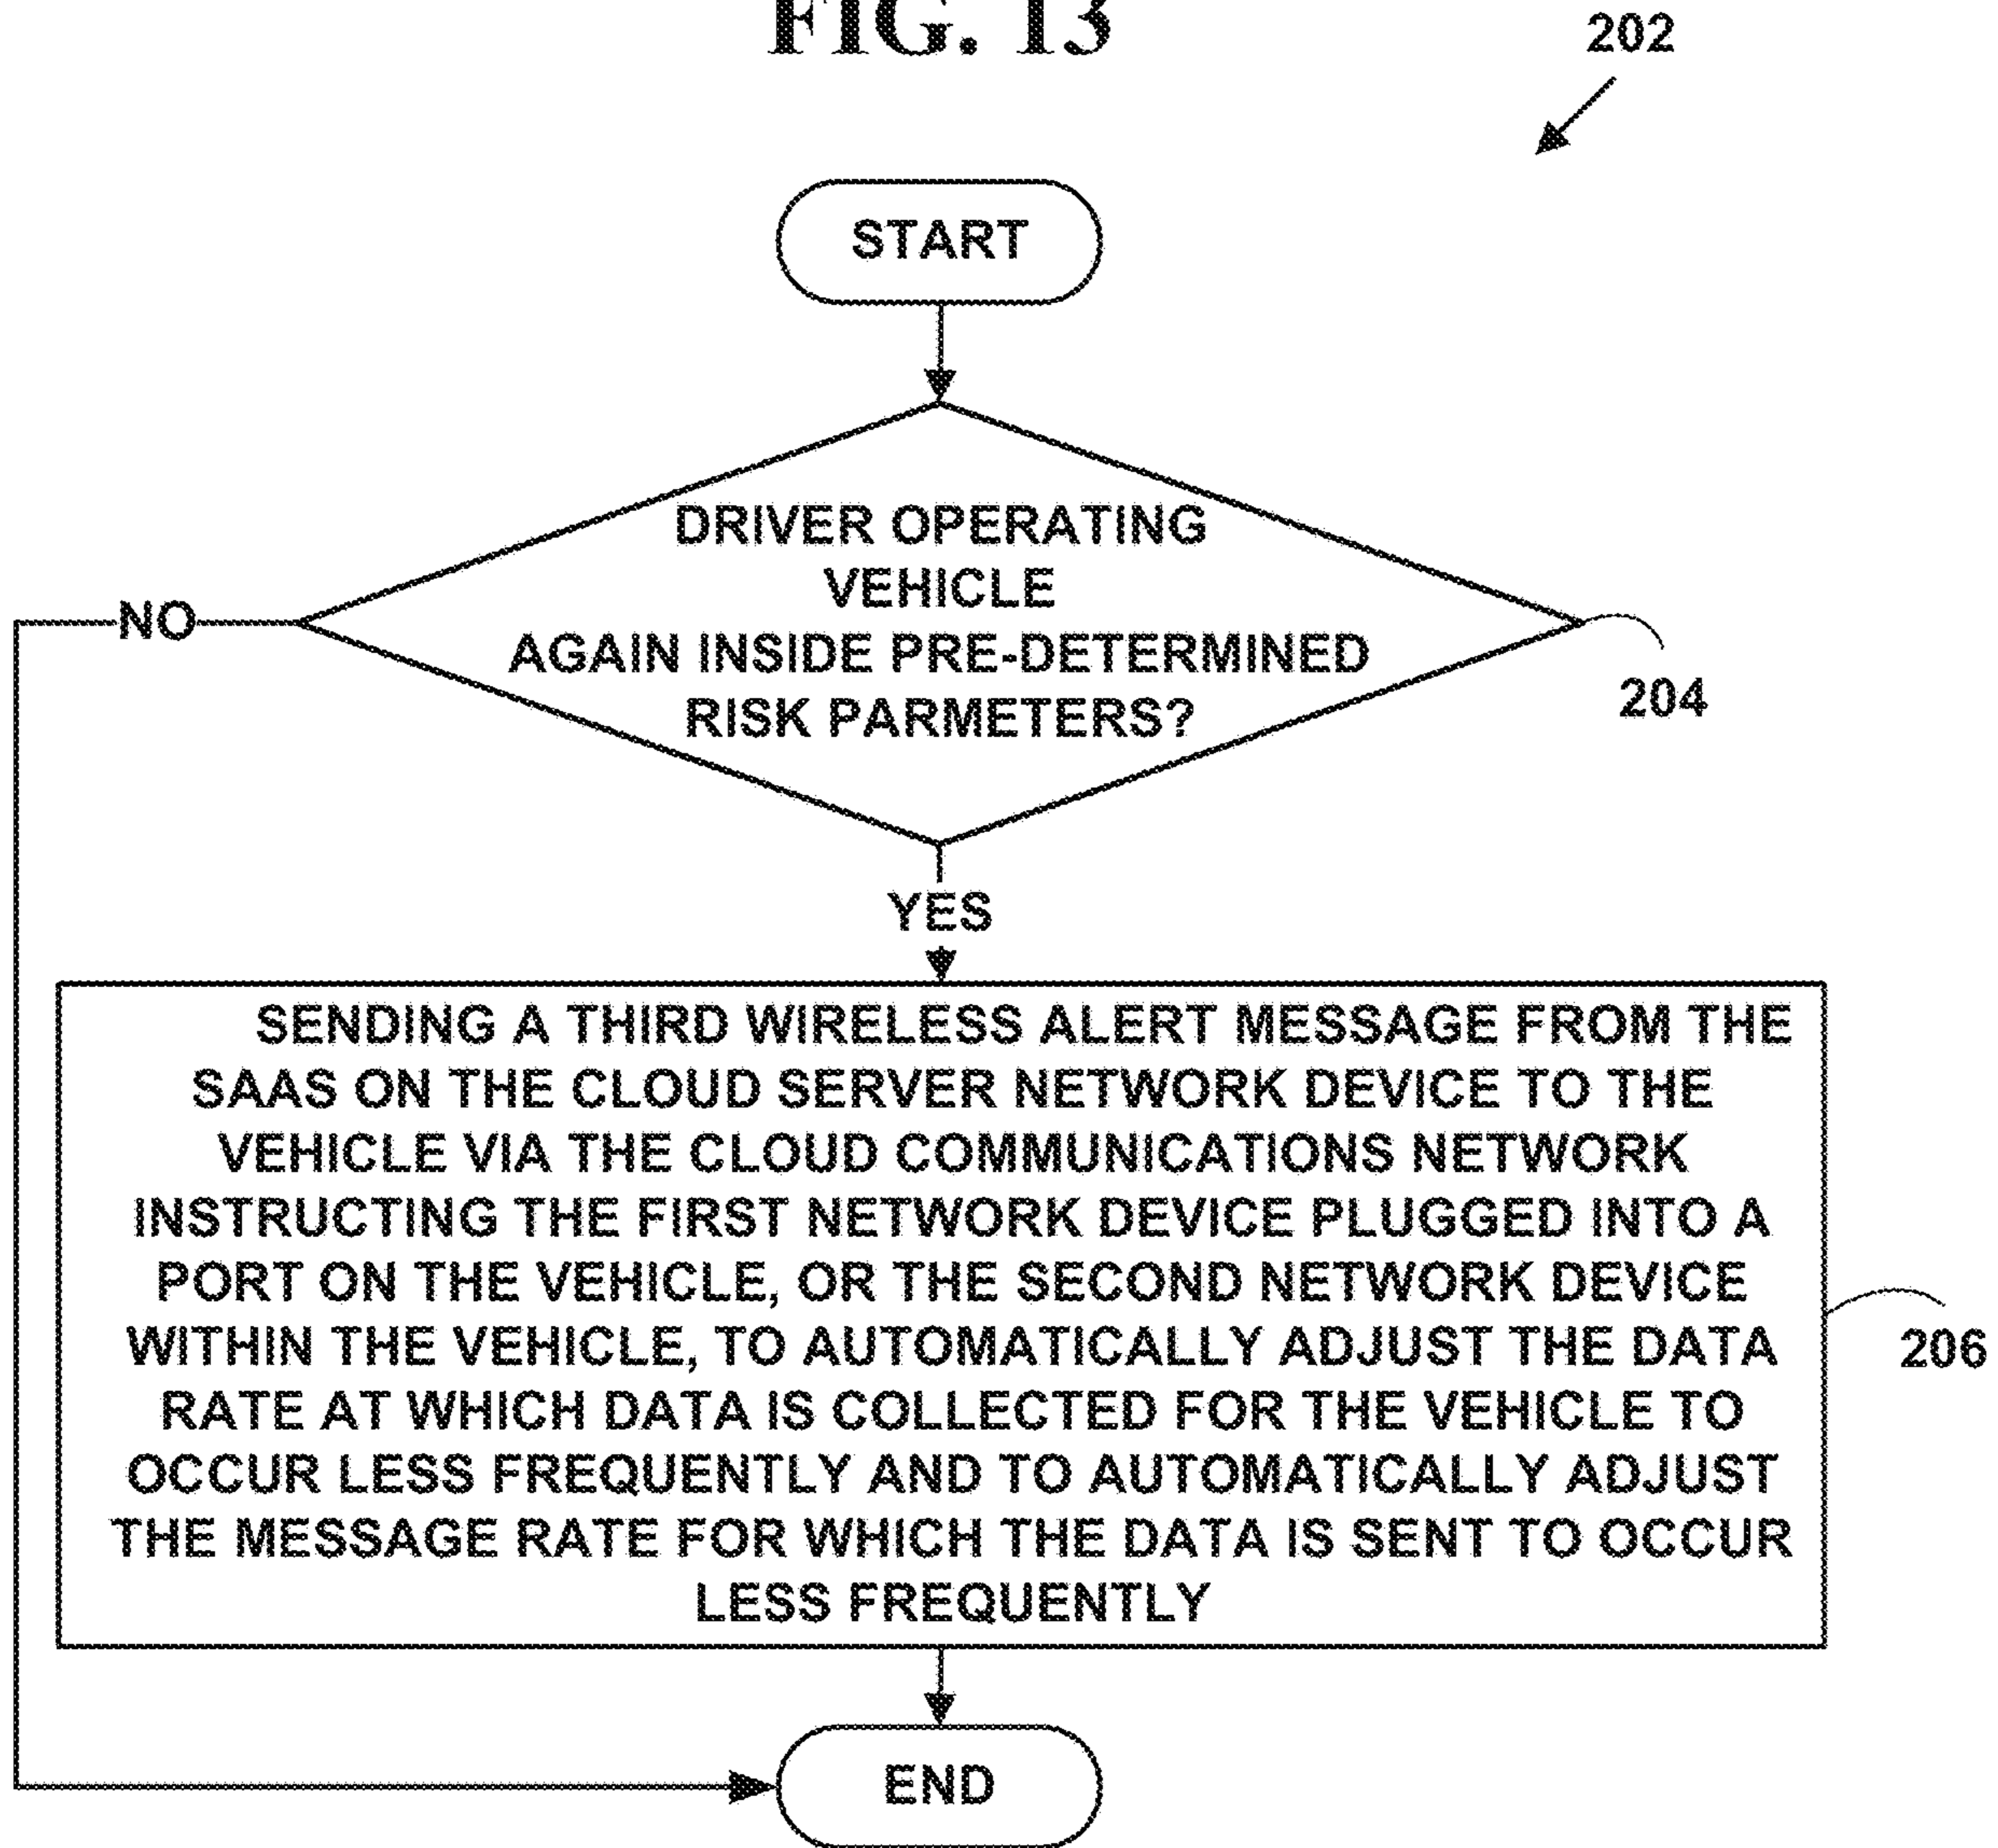 FIG. 13
202
START
DRIVER OPERATING
VEHICLE
AGAIN INSIDE PRE-DETERMINED
RISK PARMETERS?
NO
204
YES
SENDING A THIRD WIRELESS ALERT MESSAGE FROM THE
SAAS ON THE CLOUD SERVER NETWORK DEVICE TO THE
VEHICLE VIA THE CLOUD COMMUNICATIONS NETWORK
INSTRUCTING THE FIRST NETWORK DEVICE PLUGGED INTO A
PORT ON THE VEHICLE, OR THE SECOND NETWORK DEVICE
WITHIN THE VEHICLE, TO AUTOMATICALLY ADJUST THE DATA
RATE AT WHICH DATA IS COLLECTED FOR THE VEHICLE TO
OCCUR LESS FREQUENTLY AND TO AUTOMATICALLY ADJUST
THE MESSAGE RATE FOR WHICH THE DATA IS SENT TO OCCUR
LESS FREQUENTLY
206
END